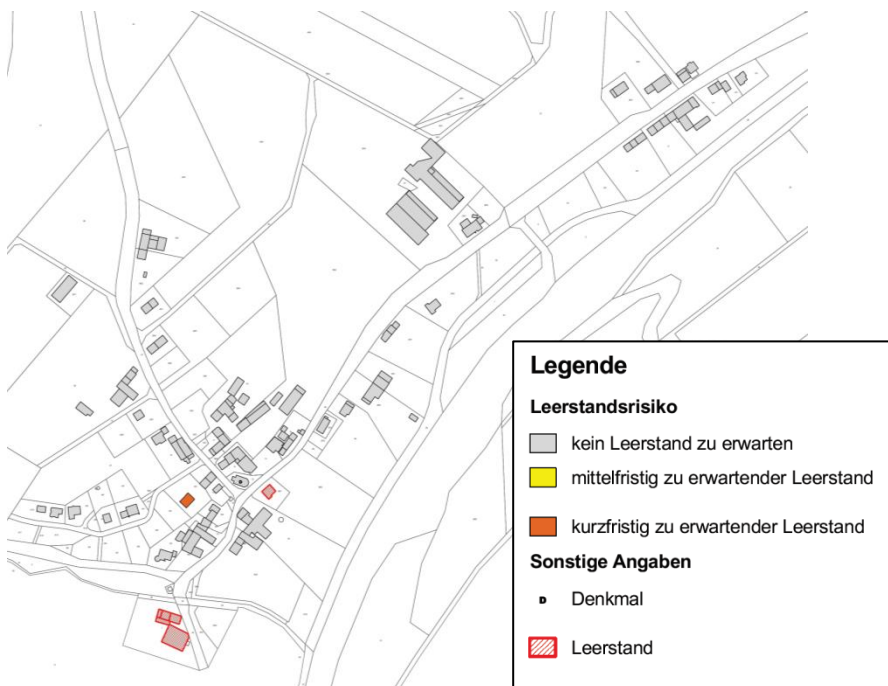 Legende
Leerstandsrisiko
kein Leerstand zu erwarten
mittelfristig zu erwartender Leerstand
kurzfristig zu erwartender Leerstand
Sonstige Angaben
D Denkmal
Leerstand